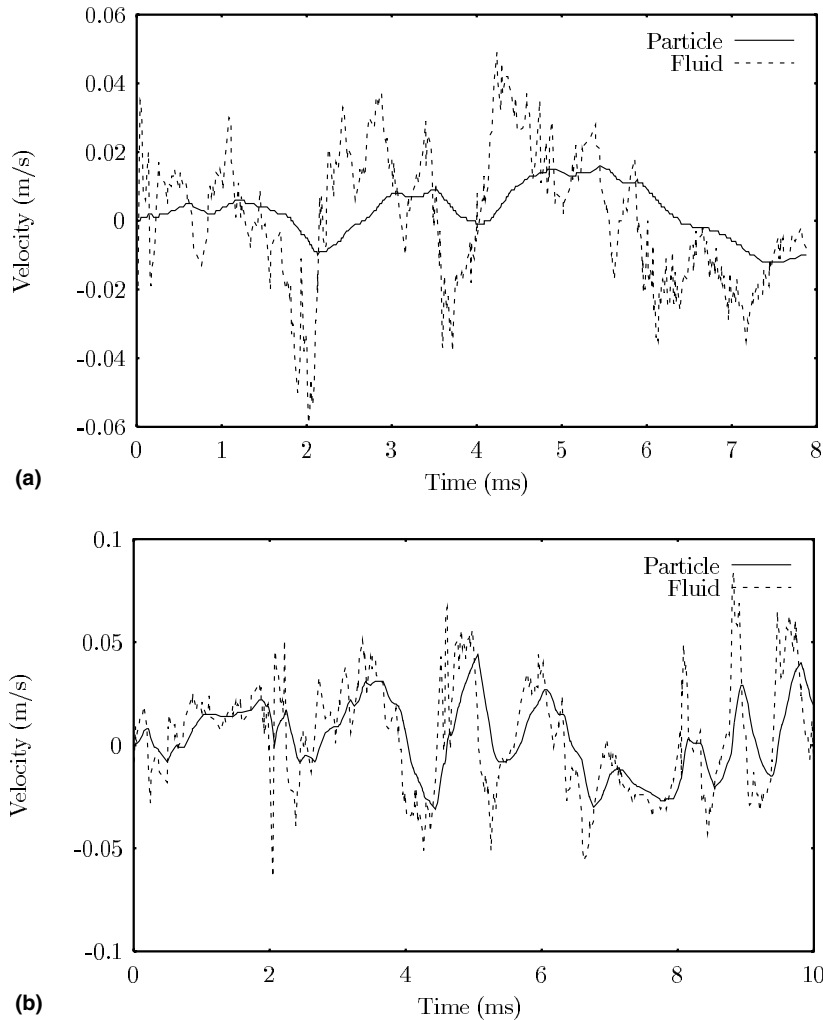 0.06
0.04
0.02
0
-0.02
-0.04
-0.06
Velocity (m/s)
Particle
Fluid
0 1 2 3 4 5 6 7 8
Time (ms)
(a)
0.1
0.05
0
-0.05
-0.1
Velocity (m/s)
Particle
Fluid
0 2 4 6 8 10
Time (ms)
(b)